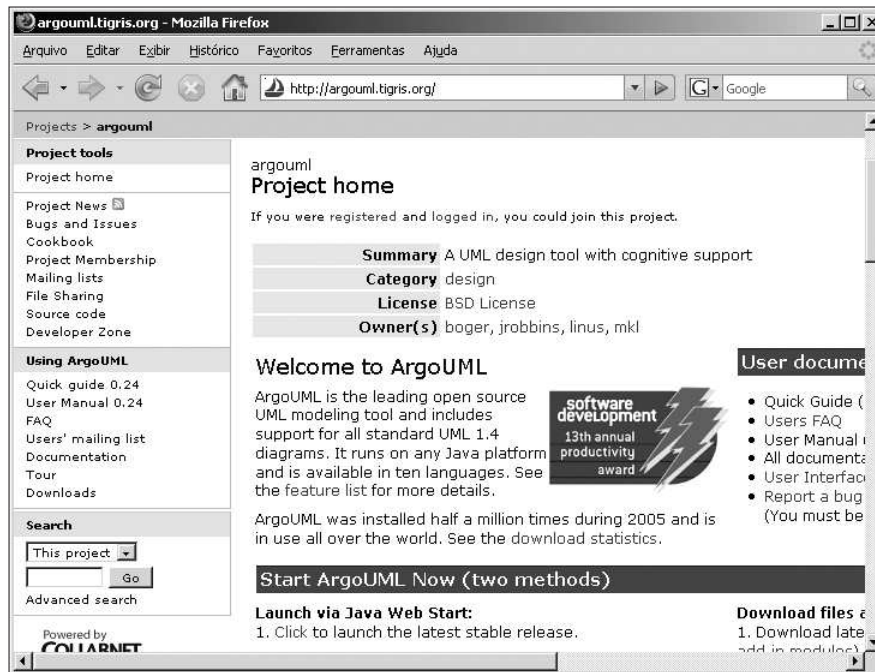 argouml.tigris.org - Mozilla Firefox
Arquivo Editar Exibir Histórico Favoritos Ferramentas Ajuda
http://argouml.tigris.org/
G Google
Projects > argouml
Project tools
Project home
Project News
Bugs and Issues
Cookbook
Project Membership
Mailing lists
File Sharing
Source code
Developer Zone
Using ArgoUML
Quick guide 0.24
User Manual 0.24
FAQ
Users' mailing list
Documentation
Tour
Downloads
Search
This project
Go
Advanced search
Powered by
COLLABNET
argouml
Project home
If you were registered and logged in, you could join this project.
Summary A UML design tool with cognitive support
Category design
License BSD License
Owner(s) boger, jrobbins, linus, mkl
Welcome to ArgoUML
ArgoUML is the leading open source
UML modeling tool and includes
support for all standard UML 1.4
diagrams. It runs on any Java platform
and is available in ten languages. See
the feature list for more details.
software
development
13th annual
productivity
award
ArgoUML was installed half a million times during 2005 and is
in use all over the world. See the download statistics.
User docume
• Quick Guide (
• Users FAQ
• User Manual
• All documenta
• User Interfac
• Report a bug
(You must be
Start ArgoUML Now (two methods)
Launch via Java Web Start:
1. Click to launch the latest stable release.
Download files
1. Download late
add-in modules)